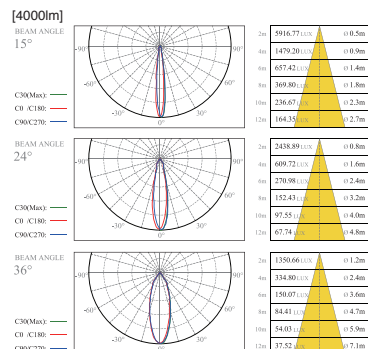 [4000lm]
BEAM ANGLE
15°
C30(Max):
C0 /C180:
C90/C270:
-90° 90°
-60° 60°
-30° 30°
0°
2m 5916.77 LUX Ø 0.5m
4m 1479.20 LUX Ø 0.9m
6m 657.42 LUX Ø 1.4m
8m 369.80 LUX Ø 1.8m
10m 236.67 LUX Ø 2.3m
12m 164.35 LUX Ø 2.7m
BEAM ANGLE
24°
C30(Max):
C0 /C180:
C90/C270:
-90° 90°
-60° 60°
-30° 30°
0°
2m 2438.89 LUX Ø 0.8m
4m 609.72 LUX Ø 1.6m
6m 270.98 LUX Ø 2.4m
8m 152.43 LUX Ø 3.2m
10m 97.55 LUX Ø 4.0m
12m 67.74 LUX Ø 4.8m
BEAM ANGLE
36°
C30(Max):
C0 /C180:
C90/C270:
-90° 90°
-60° 60°
-30° 30°
0°
2m 1350.66 LUX Ø 1.2m
4m 334.80 LUX Ø 2.4m
6m 150.07 LUX Ø 3.6m
8m 84.41 LUX Ø 4.7m
10m 54.03 LUX Ø 5.9m
12m 37.52 LUX Ø 7.1m